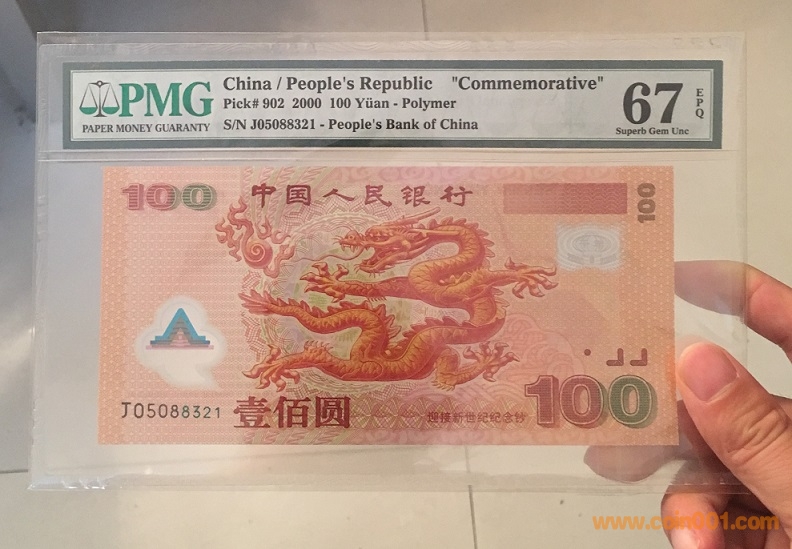 PMG
PAPER MONEY GUARANTY
China / People's Republic "Commemorative"
Pick# 902 2000 100 Yüan - Polymer
S/N J05088321 - People's Bank of China
67
EPQ
Superb Gem Unc
100
中国人民银行
100
J05088321
壹佰圆
迎接新世纪纪念钞
100
www.coin001.com